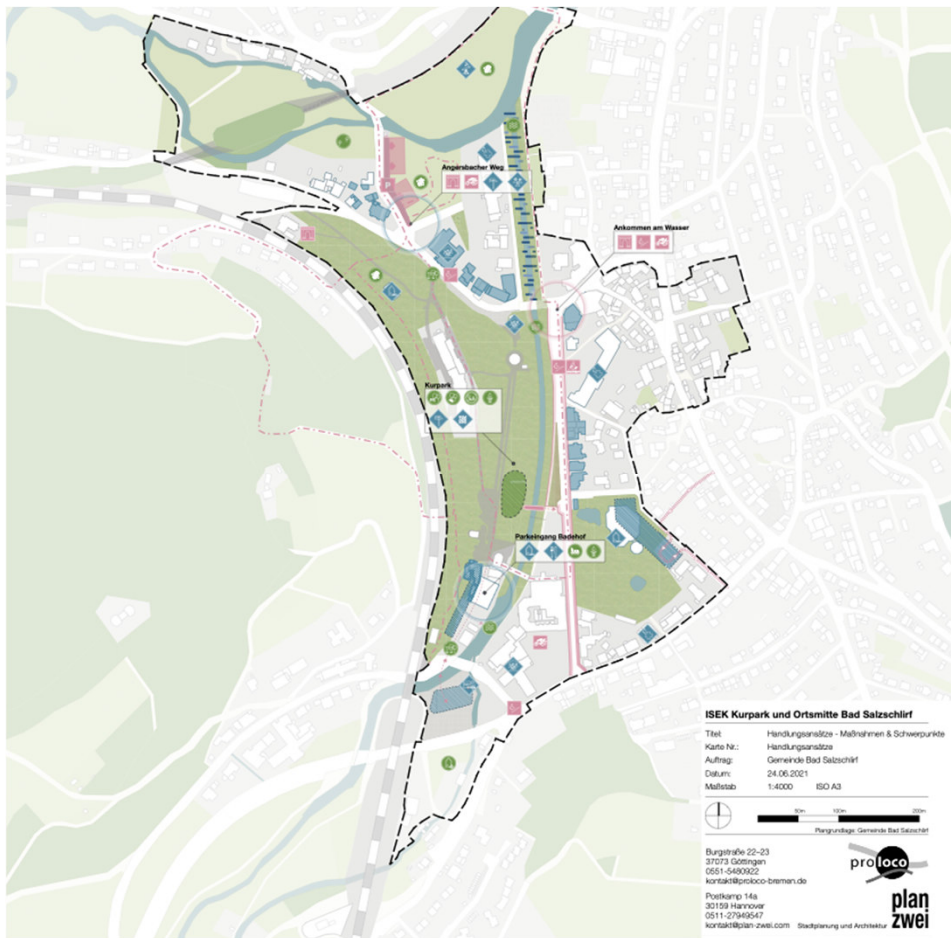 Angersbacher Weg
P
Ankommen am Wasser
Kurpark
Parkeingang Badehof
ISEK Kurpark und Ortsmitte Bad Salzschlirf
Titel: Handlungsansätze - Maßnahmen & Schwerpunkte
Karte Nr.: Handlungsansätze
Auftrag: Gemeinde Bad Salzschlirf
Datum: 24.06.2021
Maßstab 1:4000 ISO A3
50m 100m 200m
Plangrundlage: Gemeinde Bad Salzschlirf
Burgstraße 22–23
37073 Göttingen
0551-5480922
kontakt@proloco-bremen.de
proloco
Postkamp 14a
30159 Hannover
0511-27949547
kontakt@plan-zwei.com Stadtplanung und Architektur
plan
zwei